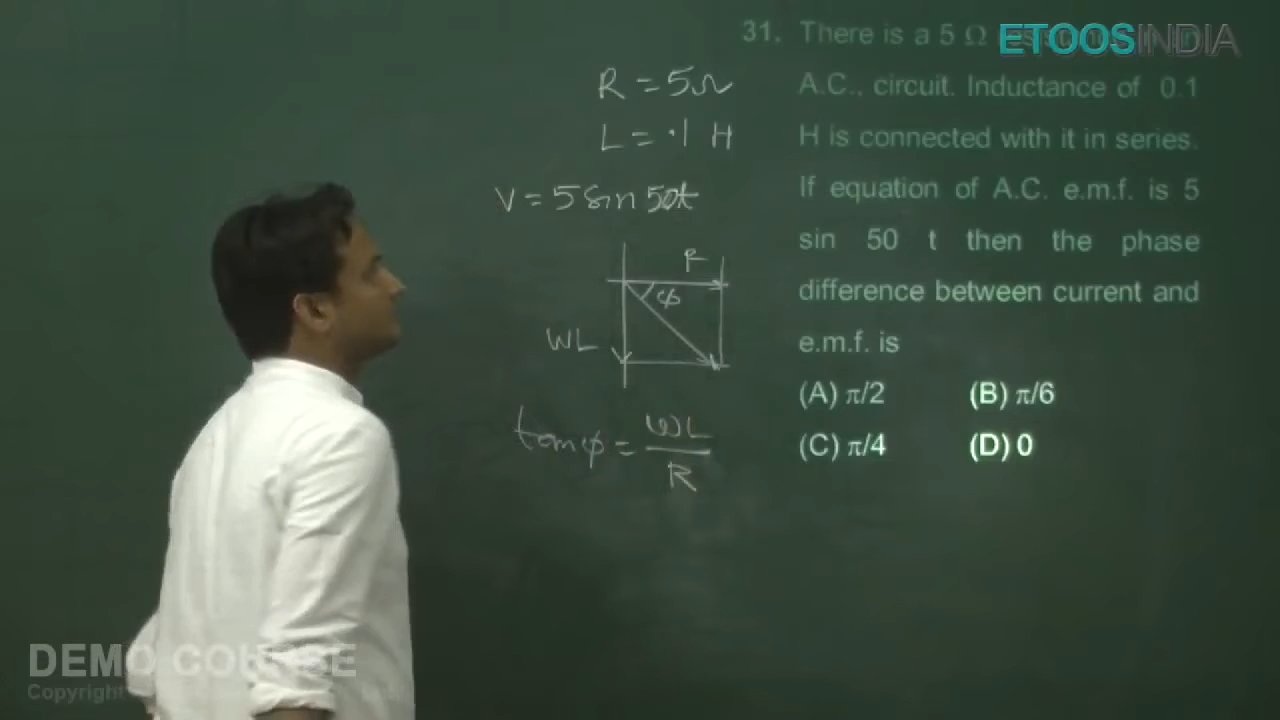 31. There is a 5 Ω
ETOOSINDIA
A.C., circuit. Inductance of 0.1
H is connected with it in series.
If equation of A.C. e.m.f. is 5
sin 50 t then the phase
difference between current and
e.m.f. is
(A) π/2 (B) π/6
(C) π/4 (D) 0
R = 5Ω
L = .1 H
V = 5 sin 50t
R
φ
WL
tanφ = ωL
R
DEMO COURSE
Copyright